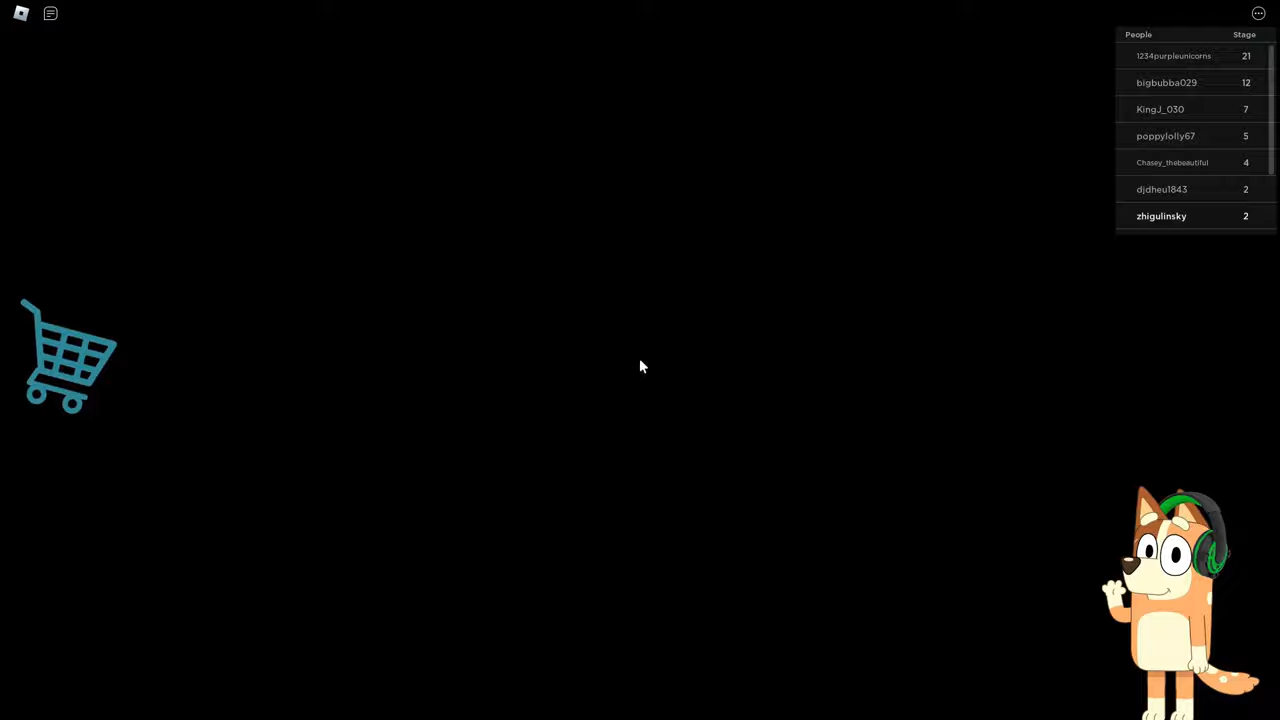 People Stage
1234purpleunicorns 21
bigbubba029 12
KingJ_030 7
poppylolly67 5
Chasey_thebeautiful 4
djdheu1843 2
zhigulinsky 2